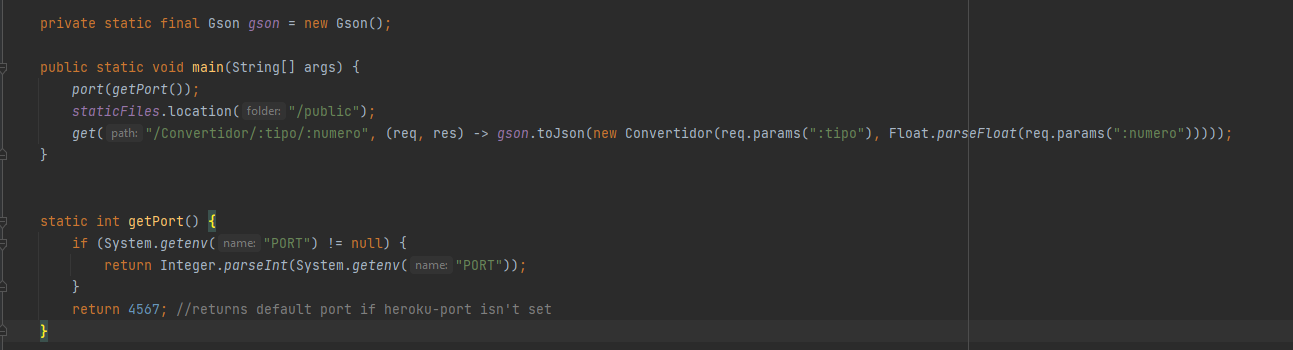 private static final Gson gson = new Gson();
public static void main(String[] args) {
port(getPort());
staticFiles.location( folder: "/public");
get( path: "/Convertidor/:tipo/:numero", (req, res) -> gson.toJson(new Convertidor(req.params(":tipo"), Float.parseFloat(req.params(":numero")))));
}
static int getPort() {
if (System.getenv( name: "PORT") != null) {
return Integer.parseInt(System.getenv( name: "PORT"));
}
return 4567; //returns default port if heroku-port isn't set
}